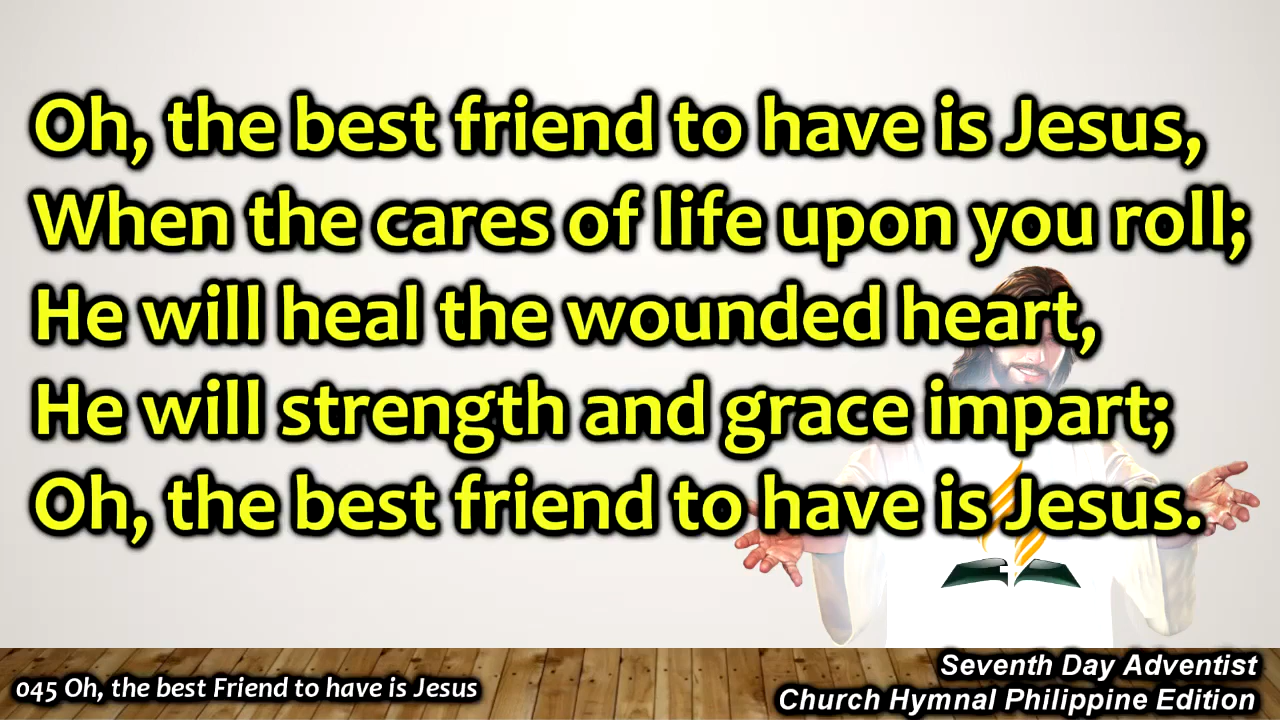 Oh, the best friend to have is Jesus,
When the cares of life upon you roll;
He will heal the wounded heart,
He will strength and grace impart;
Oh, the best friend to have is Jesus.
045 Oh, the best Friend to have is Jesus
Seventh Day Adventist
Church Hymnal Philippine Edition